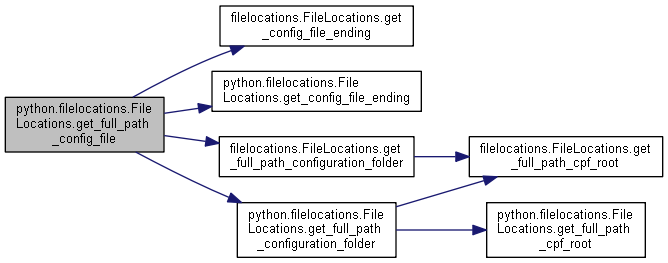 filelocations.FileLocations.get
_config_file_ending
python.filelocations.File
Locations.get_config_file_ending
python.filelocations.File
Locations.get_full_path
_config_file
filelocations.FileLocations.get
_full_path_configuration_folder
filelocations.FileLocations.get
_full_path_cpf_root
python.filelocations.File
Locations.get_full_path
_configuration_folder
python.filelocations.File
Locations.get_full_path
_cpf_root